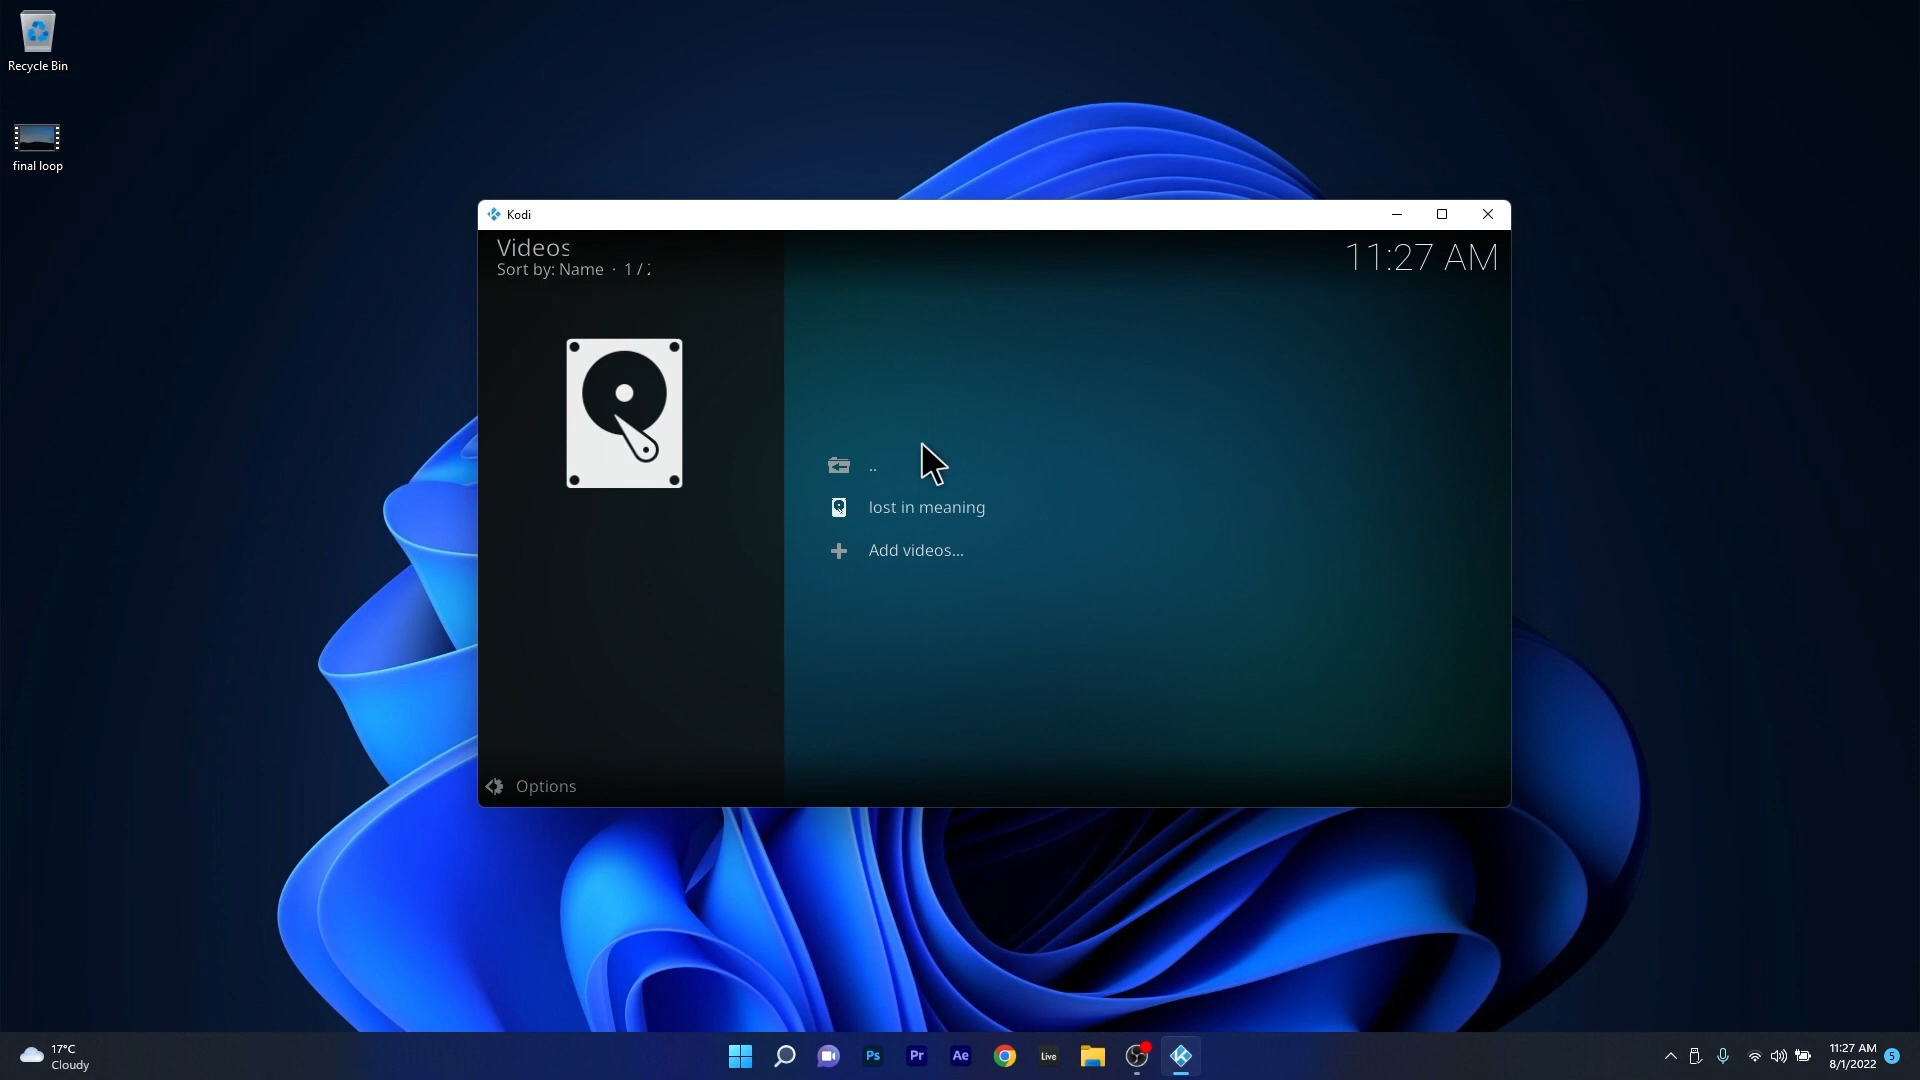 Recycle Bin
final loop
Kodi
Videos
Sort by: Name · 1 /
11:27 AM
..
lost in meaning
Add videos...
Options
17°C
Cloudy
Ps
Pr
Ae
Live
11:27 AM
8/1/2022
5